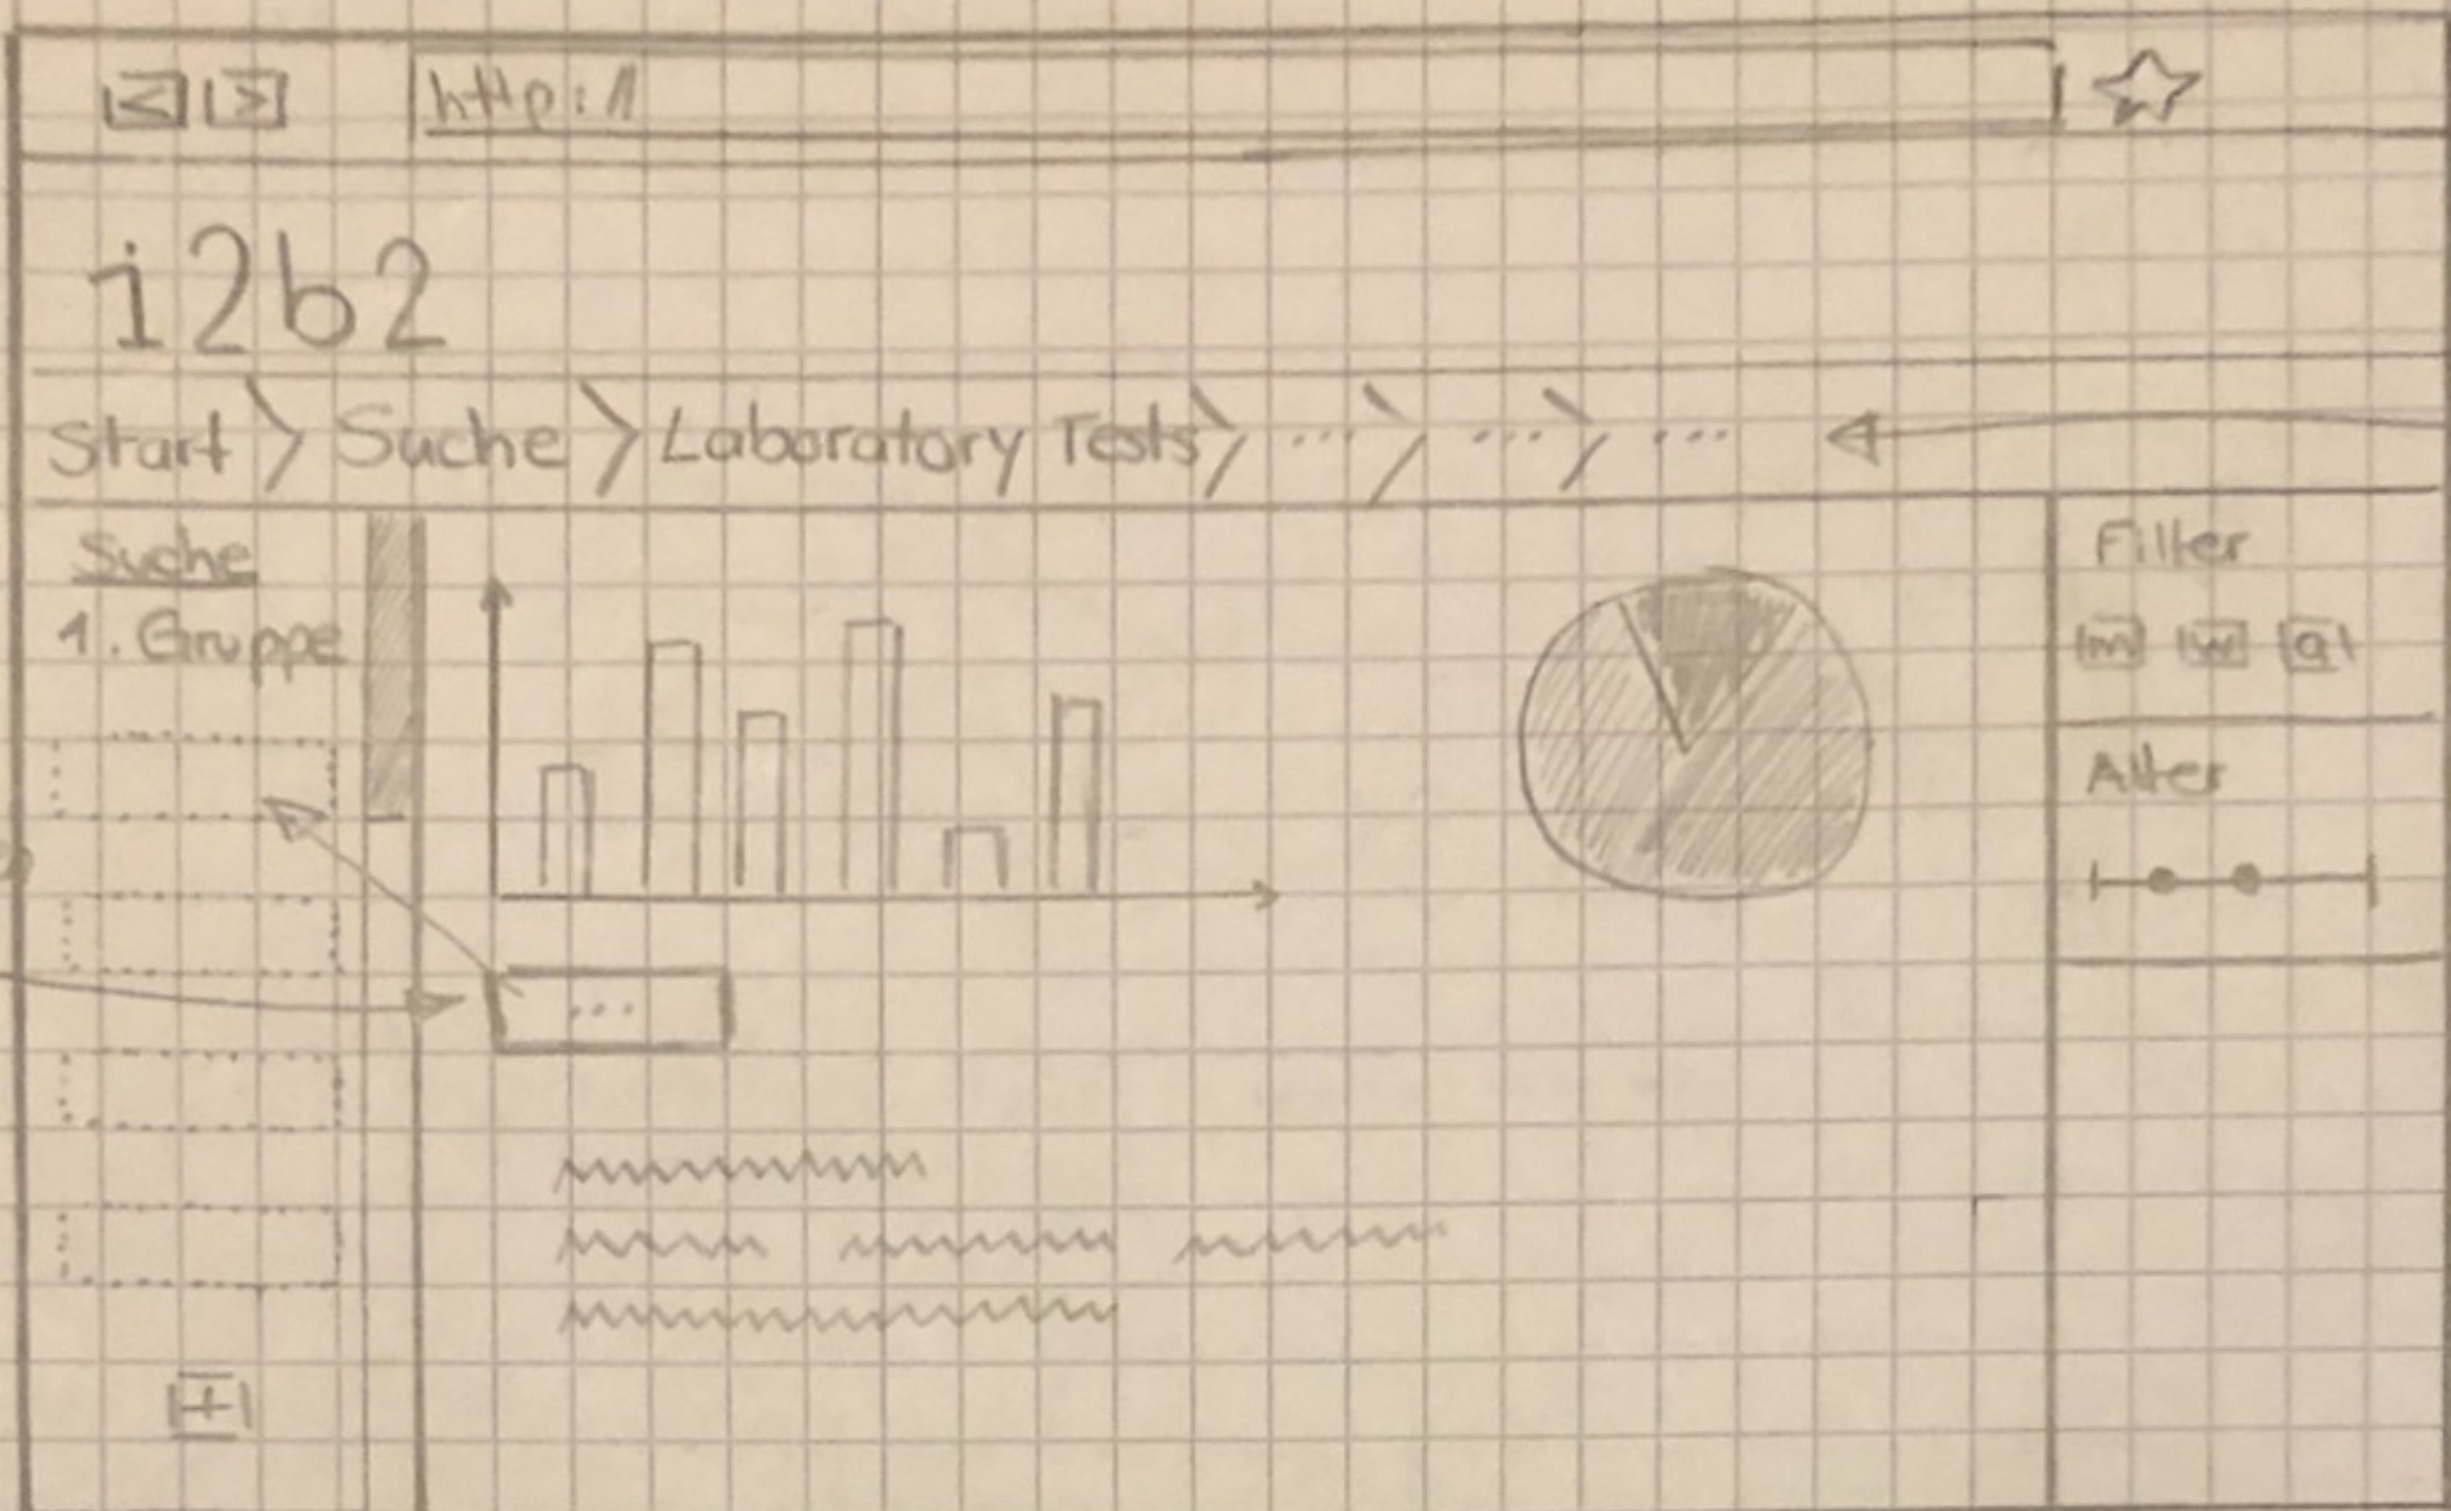 < > http://
i2b2
Start > Suche > Laboratory Tests > ... > ... > ...
Suche
1. Gruppe
...
+
Filter
m w a
Alter